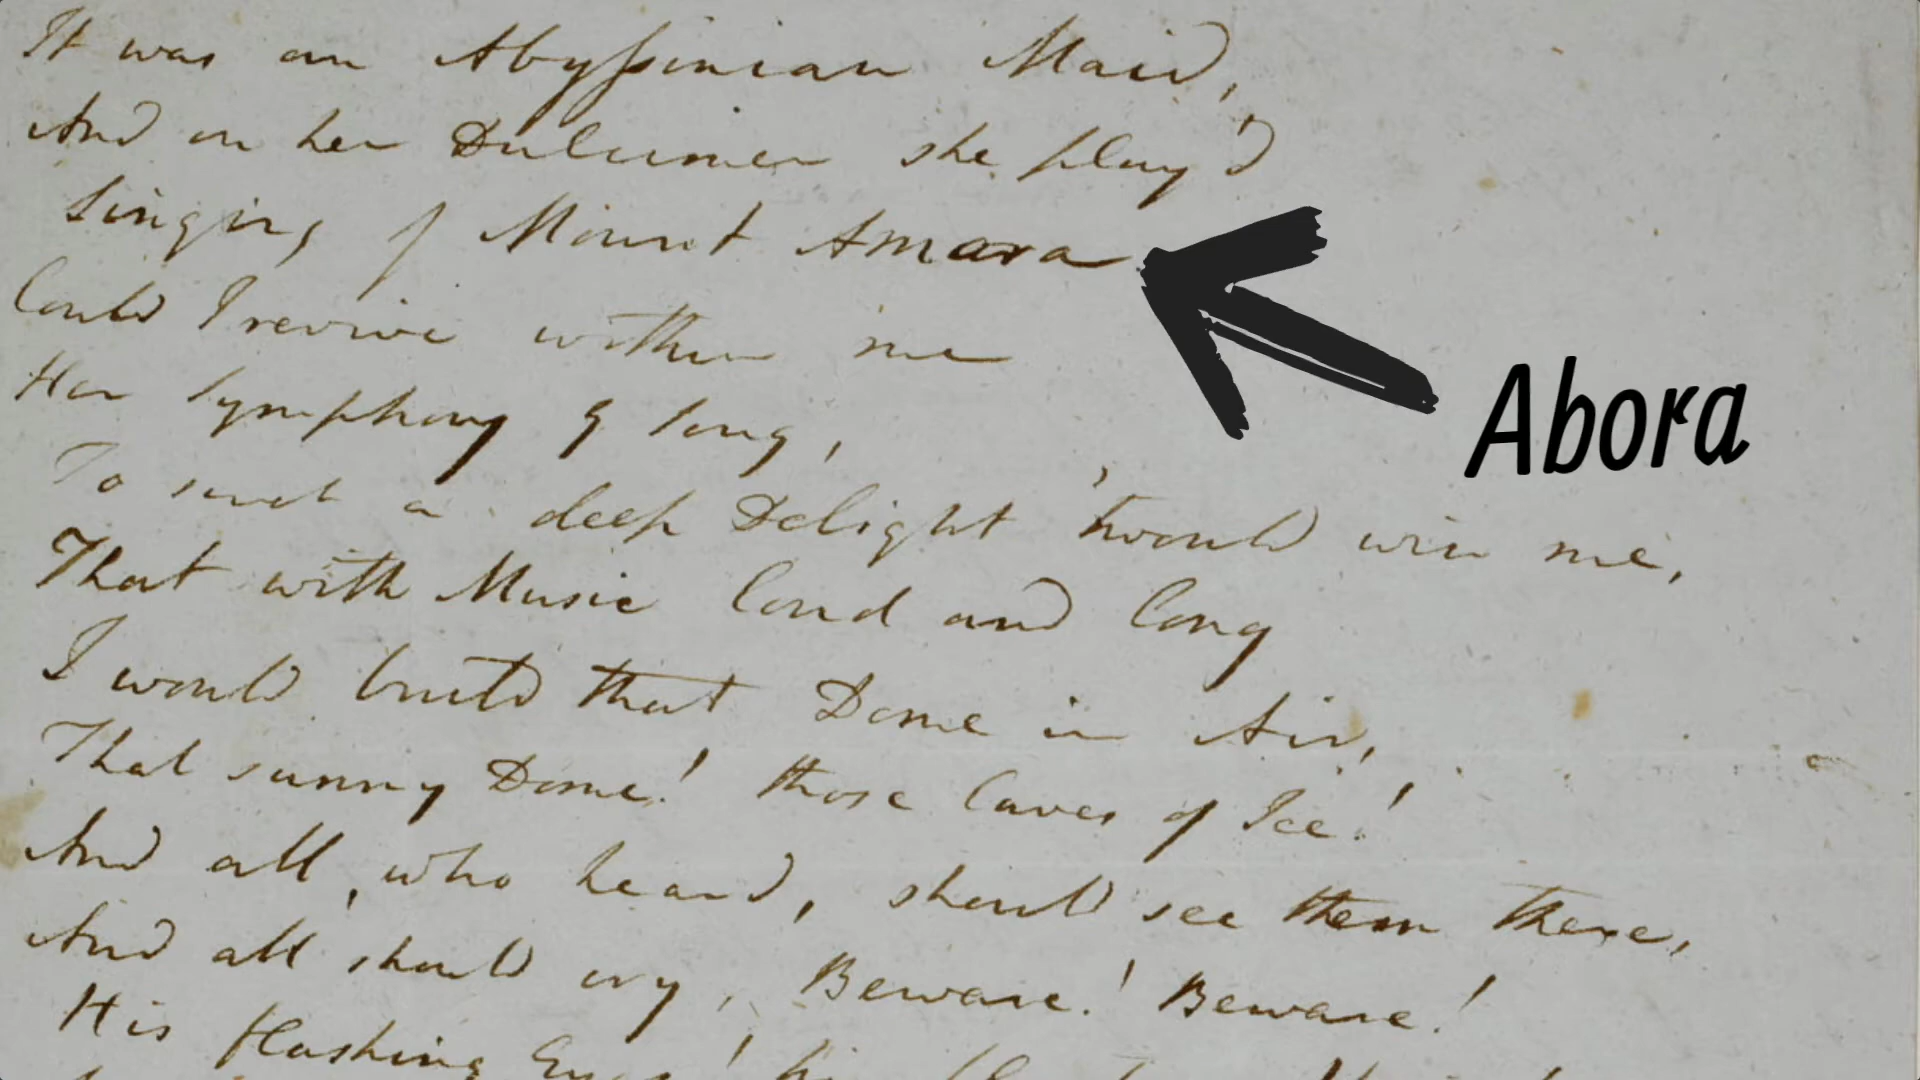 It was an Abyſsinian Maid,
And on her Dulcimer she play'd
Singing of Mount Amara
Could I revive within me
Her Symphony & Song,
To such a deep Delight 'twould win me,
That with Music loud and long
I would build that Dome in Air,
That sunny Dome! those Caves of Ice!
And all, who heard, should see them there,
And all should cry, Beware! Beware!
His flashing Eyes! his
Abora